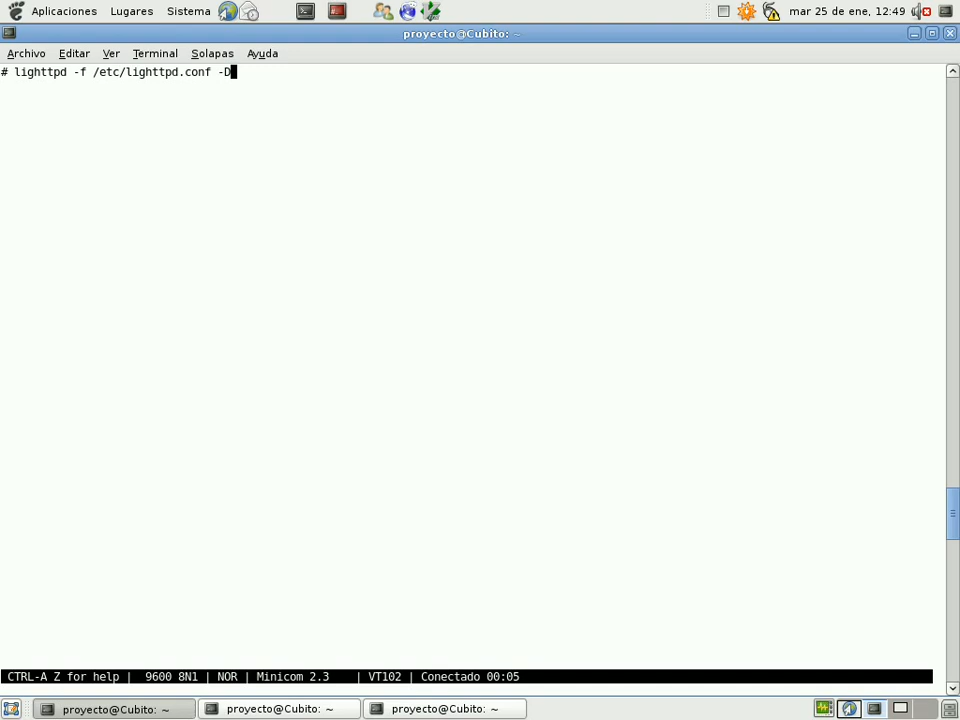 Aplicaciones Lugares Sistema mar 25 de ene, 12:49
proyecto@Cubito: ~
Archivo Editar Ver Terminal Solapas Ayuda
# lighttpd -f /etc/lighttpd.conf -D
CTRL-A Z for help | 9600 8N1 | NOR | Minicom 2.3 | VT102 | Conectado 00:05
proyecto@Cubito: ~ proyecto@Cubito: ~ proyecto@Cubito: ~